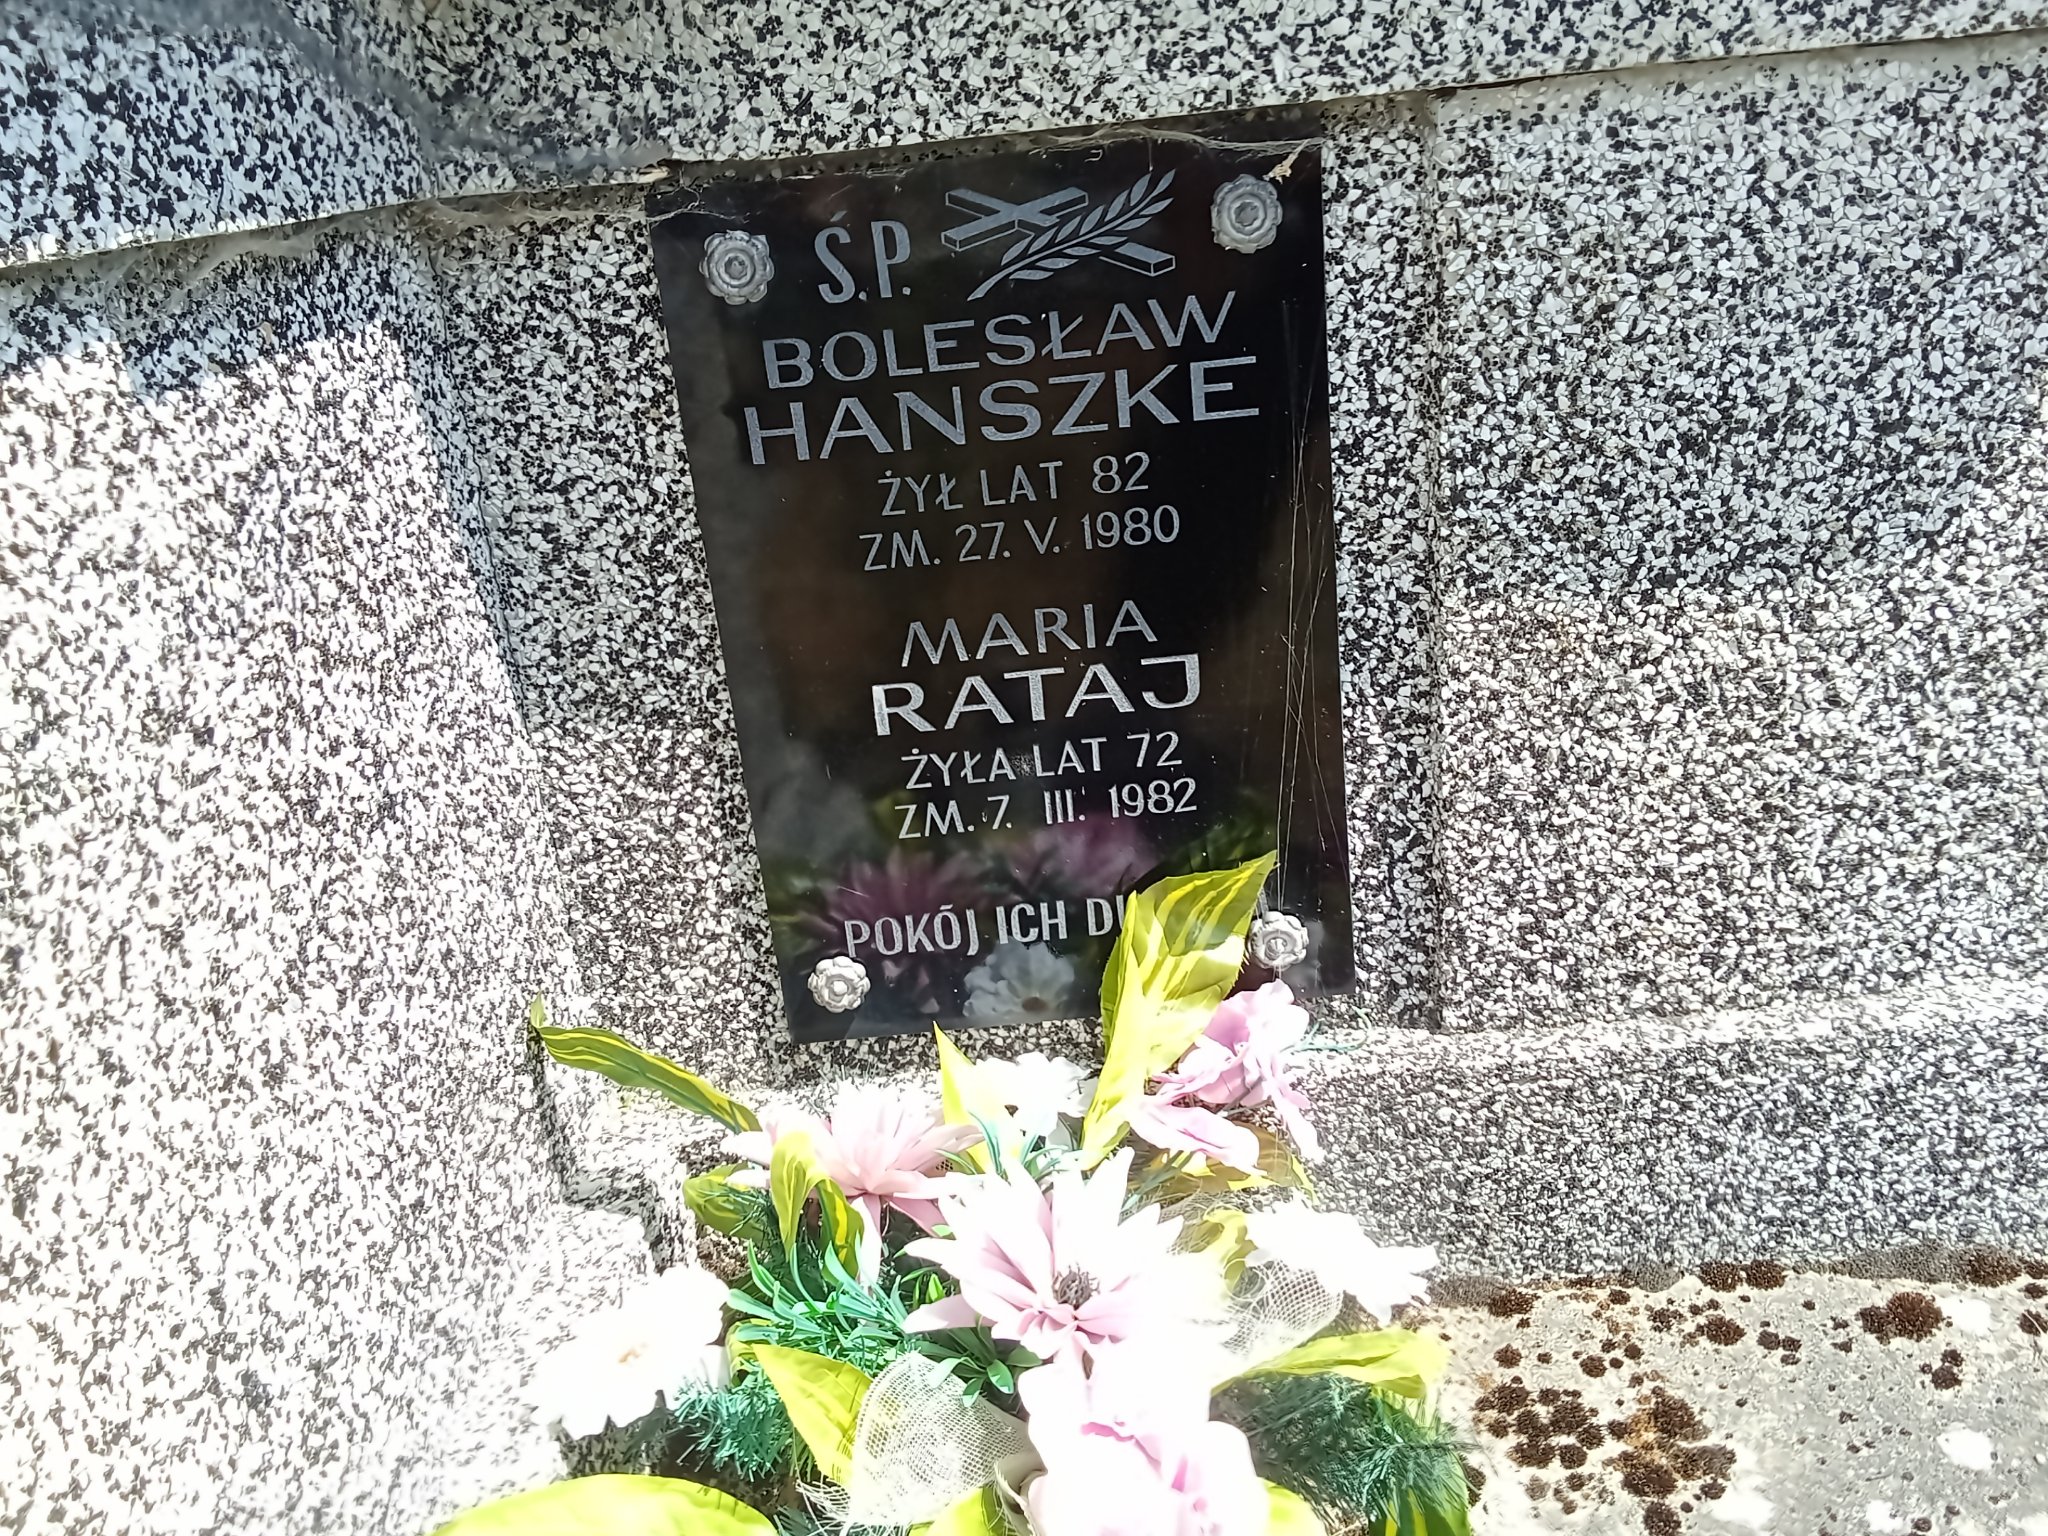 Ś.P.
BOLESŁAW
HANSZKE
ŻYŁ LAT 82
ZM. 27. V. 1980
MARIA
RATAJ
ŻYŁA LAT 72
ZM. 7. III. 1982
POKÓJ ICH